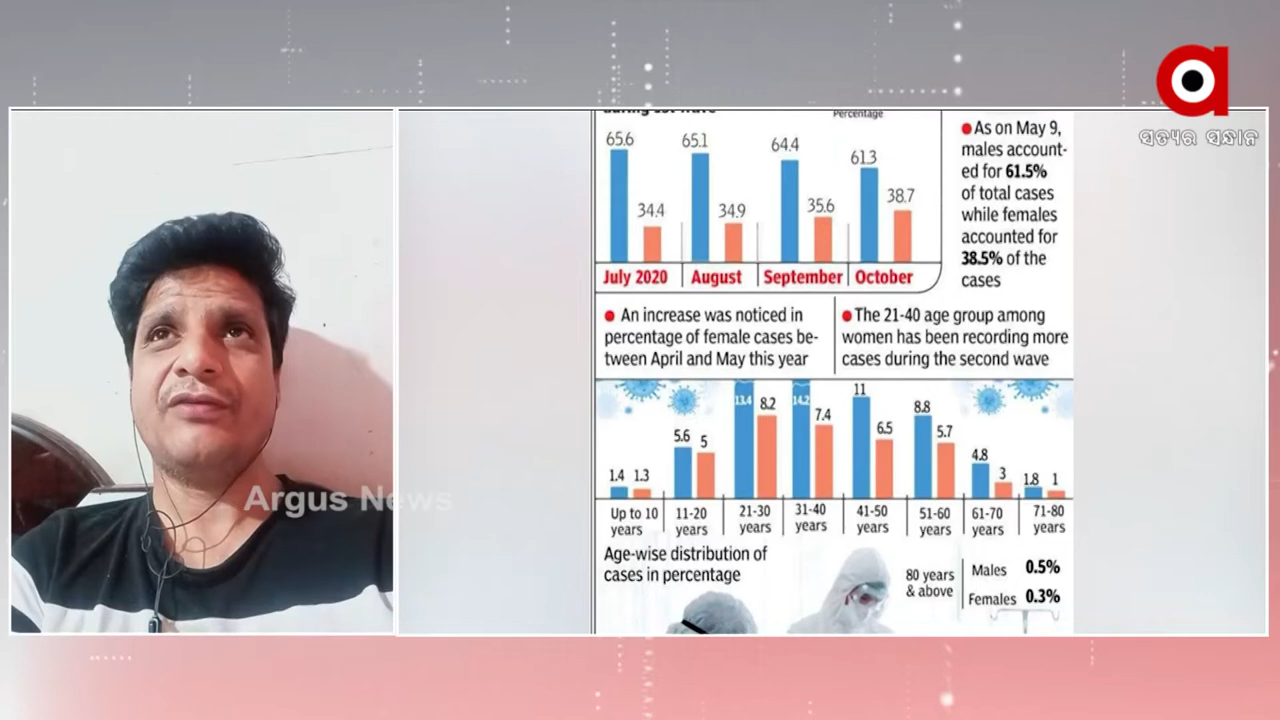 ସତ୍ୟର ସନ୍ଧାନ
Argus News
Percentage
65.6
34.4
65.1
34.9
64.4
35.6
61.3
38.7
July 2020
August
September
October
As on May 9,
males account-
ed for 61.5%
of total cases
while females
accounted for
38.5% of the
cases
An increase was noticed in
percentage of female cases be-
tween April and May this year
The 21-40 age group among
women has been recording more
cases during the second wave
1.4
1.3
5.6
5
13.4
8.2
14.2
7.4
11
6.5
8.8
5.7
4.8
3
1.8
1
Up to 10
years
11-20
years
21-30
years
31-40
years
41-50
years
51-60
years
61-70
years
71-80
years
Age-wise distribution of
cases in percentage
80 years
& above
Males 0.5%
Females 0.3%